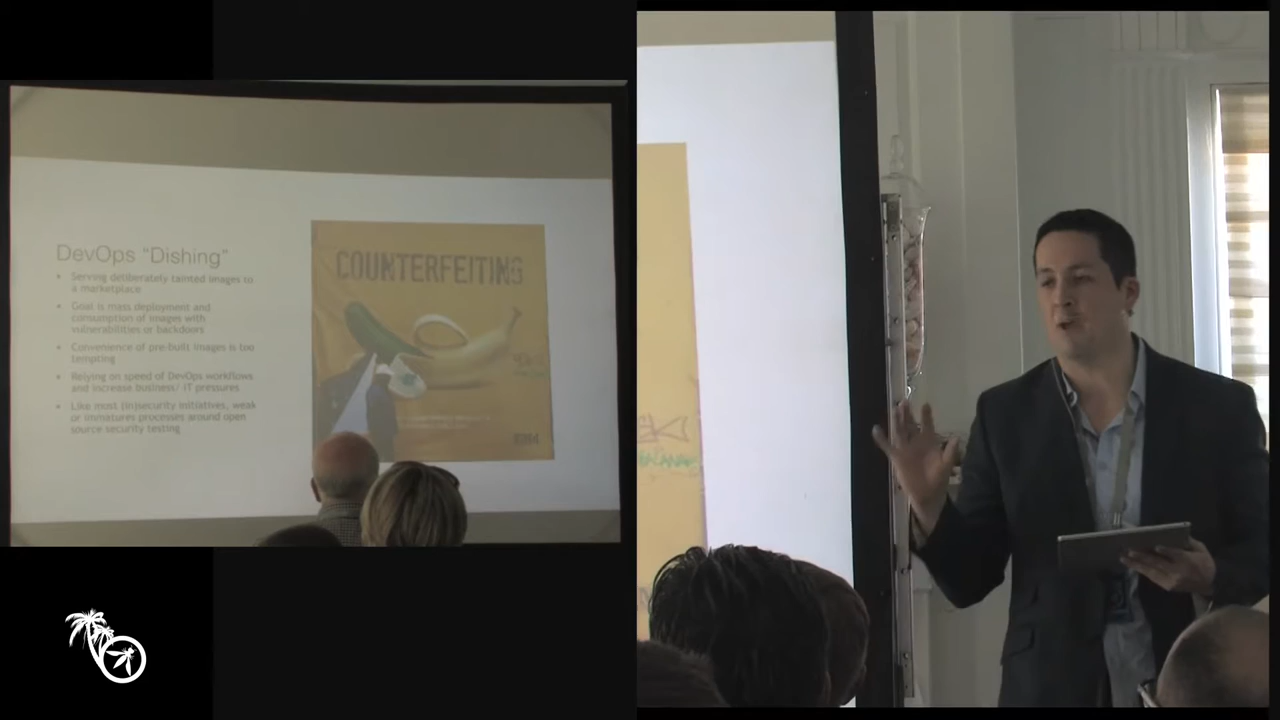 DevOps "Dishing"
• Serving deliberately tainted images to
a marketplace
• Goal is mass deployment and
consumption of images with
vulnerabilities or backdoors
• Convenience of pre-built images is too
tempting
• Relying on speed of DevOps workflows
and increase business/ IT pressures
• Like most (in)security initiatives, weak
or immatures processes around open
source security testing
COUNTERFEITING